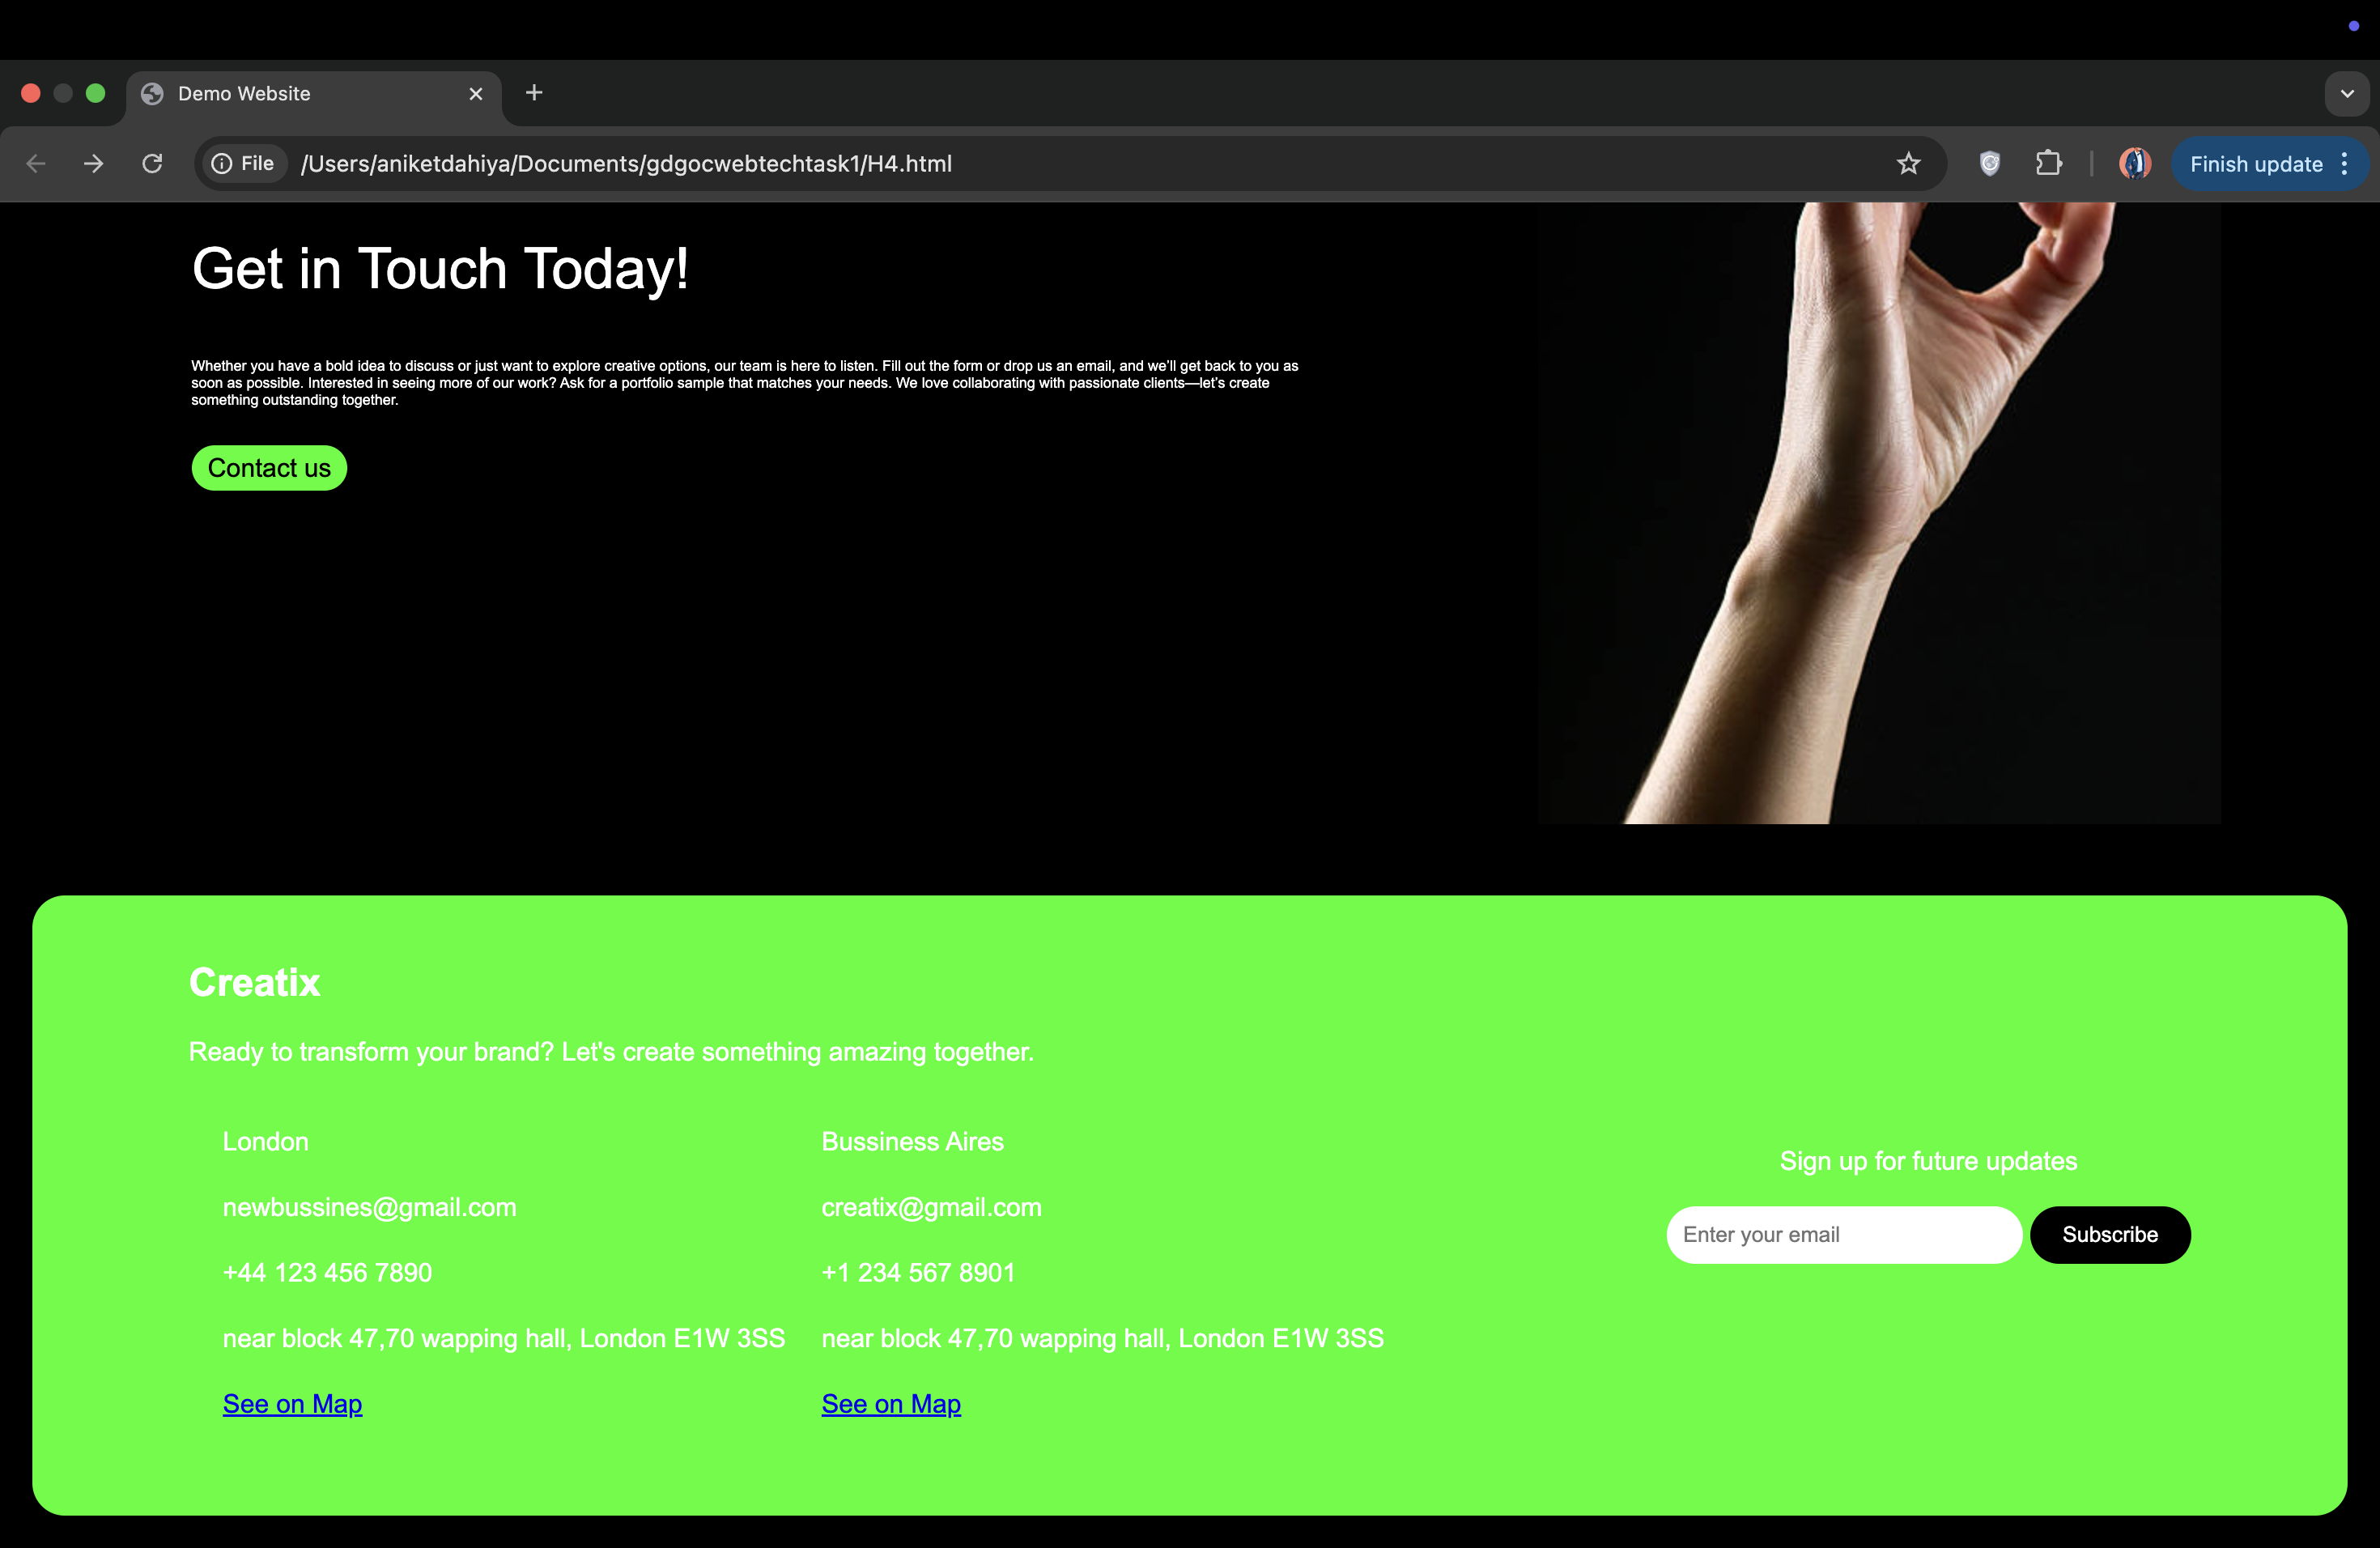 Demo Website
File /Users/aniketdahiya/Documents/gdgocwebtechtask1/H4.html
Finish update
Get in Touch Today!
Whether you have a bold idea to discuss or just want to explore creative options, our team is here to listen. Fill out the form or drop us an email, and we’ll get back to you as
soon as possible. Interested in seeing more of our work? Ask for a portfolio sample that matches your needs. We love collaborating with passionate clients—let’s create
something outstanding together.
Contact us
Creatix
Ready to transform your brand? Let's create something amazing together.
London
newbussines@gmail.com
+44 123 456 7890
near block 47,70 wapping hall, London E1W 3SS
See on Map
Bussiness Aires
creatix@gmail.com
+1 234 567 8901
near block 47,70 wapping hall, London E1W 3SS
See on Map
Sign up for future updates
Enter your email
Subscribe